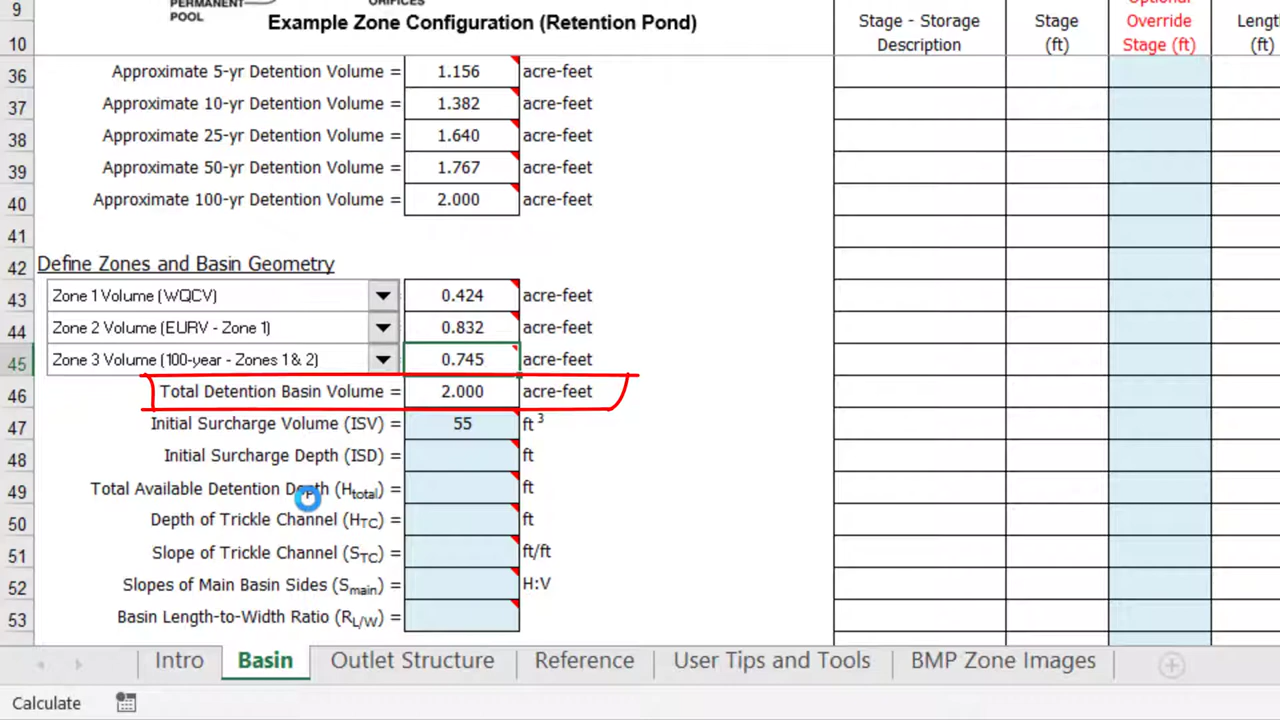 PERMANENT
POOL
ORIFICES
Example Zone Configuration (Retention Pond)
Stage - Storage
Description
Stage
(ft)
Optional
Override
Stage (ft)
Length
(ft)
9
10
36 Approximate 5-yr Detention Volume = 1.156 acre-feet
37 Approximate 10-yr Detention Volume = 1.382 acre-feet
38 Approximate 25-yr Detention Volume = 1.640 acre-feet
39 Approximate 50-yr Detention Volume = 1.767 acre-feet
40 Approximate 100-yr Detention Volume = 2.000 acre-feet
41
42 Define Zones and Basin Geometry
43 Zone 1 Volume (WQCV) 0.424 acre-feet
44 Zone 2 Volume (EURV - Zone 1) 0.832 acre-feet
45 Zone 3 Volume (100-year - Zones 1 & 2) 0.745 acre-feet
46 Total Detention Basin Volume = 2.000 acre-feet
47 Initial Surcharge Volume (ISV) = 55 ft 3
48 Initial Surcharge Depth (ISD) = ft
49 Total Available Detention Depth (Htotal) = ft
50 Depth of Trickle Channel (HTC) = ft
51 Slope of Trickle Channel (STC) = ft/ft
52 Slopes of Main Basin Sides (Smain) = H:V
53 Basin Length-to-Width Ratio (RL/W) =
Intro Basin Outlet Structure Reference User Tips and Tools BMP Zone Images
Calculate